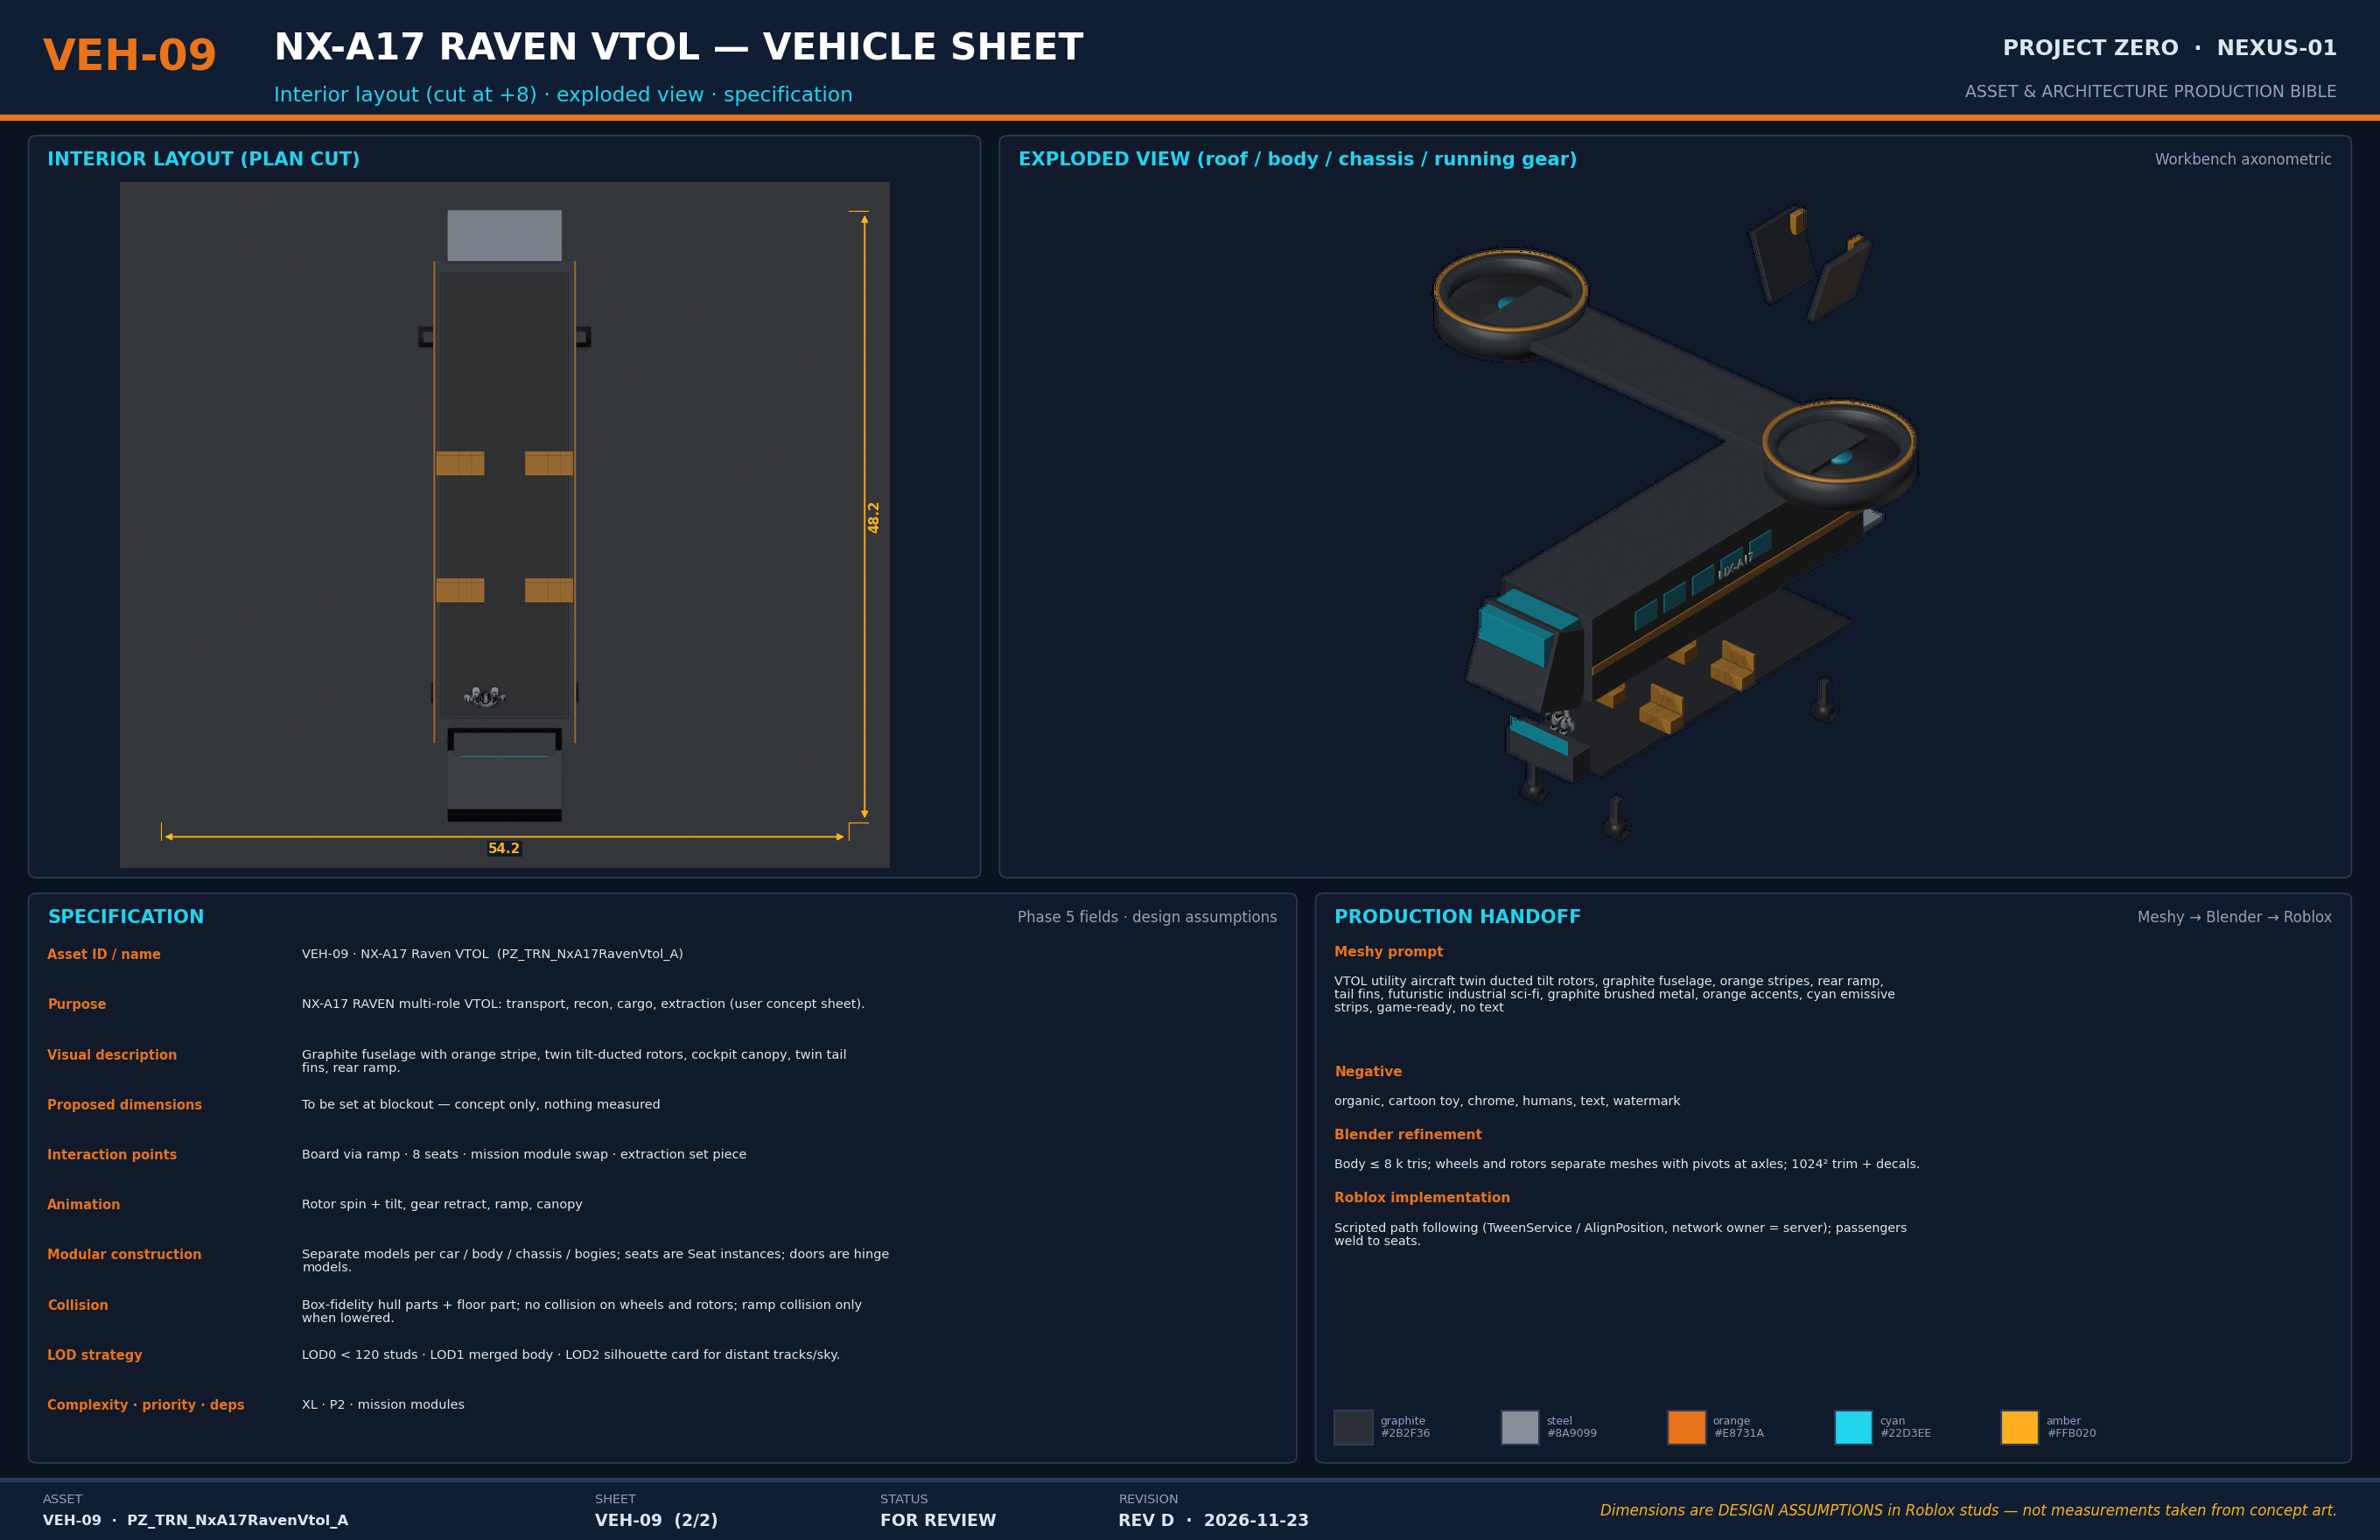 VEH-09
NX-A17 RAVEN VTOL — VEHICLE SHEET
Interior layout (cut at +8) · exploded view · specification
PROJECT ZERO · NEXUS-01
ASSET & ARCHITECTURE PRODUCTION BIBLE
INTERIOR LAYOUT (PLAN CUT)
48.2
54.2
EXPLODED VIEW (roof / body / chassis / running gear)
Workbench axonometric
NX-A17
SPECIFICATION
Phase 5 fields · design assumptions
Asset ID / name
VEH-09 · NX-A17 Raven VTOL (PZ_TRN_NxA17RavenVtol_A)
Purpose
NX-A17 RAVEN multi-role VTOL: transport, recon, cargo, extraction (user concept sheet).
Visual description
Graphite fuselage with orange stripe, twin tilt-ducted rotors, cockpit canopy, twin tail
fins, rear ramp.
Proposed dimensions
To be set at blockout — concept only, nothing measured
Interaction points
Board via ramp · 8 seats · mission module swap · extraction set piece
Animation
Rotor spin + tilt, gear retract, ramp, canopy
Modular construction
Separate models per car / body / chassis / bogies; seats are Seat instances; doors are hinge
models.
Collision
Box-fidelity hull parts + floor part; no collision on wheels and rotors; ramp collision only
when lowered.
LOD strategy
LOD0 < 120 studs · LOD1 merged body · LOD2 silhouette card for distant tracks/sky.
Complexity · priority · deps
XL · P2 · mission modules
PRODUCTION HANDOFF
Meshy → Blender → Roblox
Meshy prompt
VTOL utility aircraft twin ducted tilt rotors, graphite fuselage, orange stripes, rear ramp,
tail fins, futuristic industrial sci-fi, graphite brushed metal, orange accents, cyan emissive
strips, game-ready, no text
Negative
organic, cartoon toy, chrome, humans, text, watermark
Blender refinement
Body ≤ 8 k tris; wheels and rotors separate meshes with pivots at axles; 1024² trim + decals.
Roblox implementation
Scripted path following (TweenService / AlignPosition, network owner = server); passengers
weld to seats.
graphite
#2B2F36
steel
#8A9099
orange
#E8731A
cyan
#22D3EE
amber
#FFB020
ASSET
VEH-09 · PZ_TRN_NxA17RavenVtol_A
SHEET
VEH-09 (2/2)
STATUS
FOR REVIEW
REVISION
REV D · 2026-11-23
Dimensions are DESIGN ASSUMPTIONS in Roblox studs — not measurements taken from concept art.